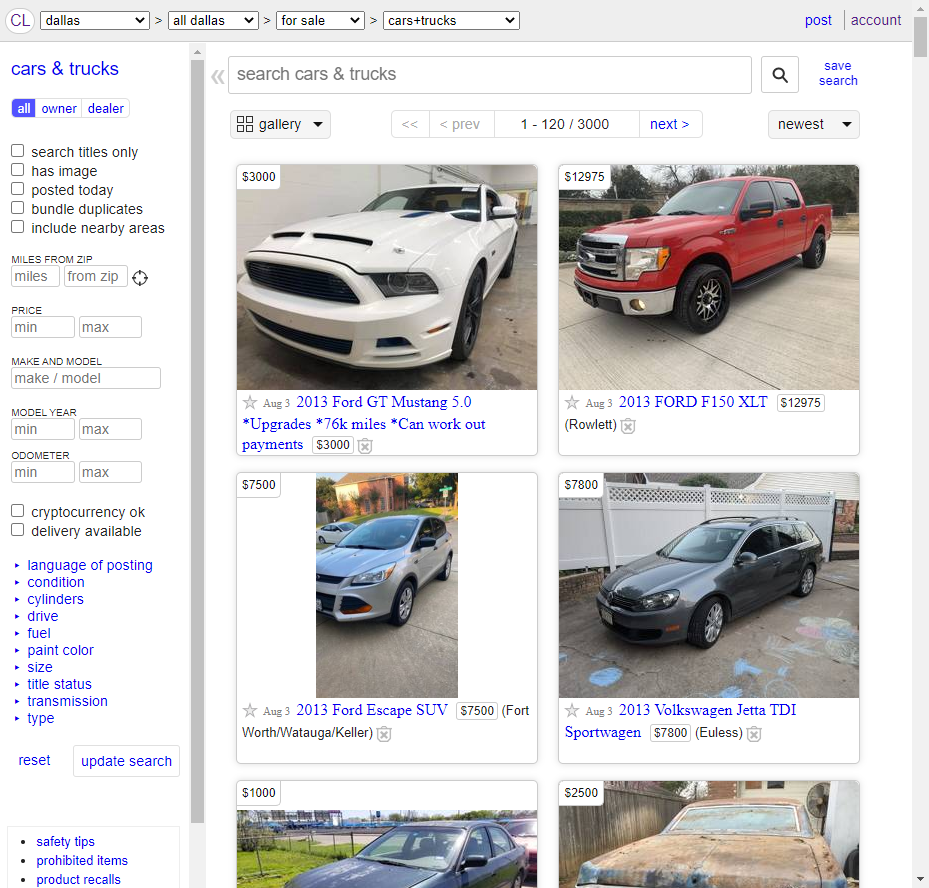 CL dallas > all dallas > for sale > cars+trucks post account
cars & trucks
all owner dealer
search titles only
has image
posted today
bundle duplicates
include nearby areas
MILES FROM ZIP
miles from zip
PRICE
min max
MAKE AND MODEL
make / model
MODEL YEAR
min max
ODOMETER
min max
cryptocurrency ok
delivery available
language of posting
condition
cylinders
drive
fuel
paint color
size
title status
transmission
type
reset update search
safety tips
prohibited items
product recalls
« search cars & trucks
save
search
gallery << < prev 1 - 120 / 3000 next > newest
$3000
Aug 3 2013 Ford GT Mustang 5.0
*Upgrades *76k miles *Can work out
payments $3000
$12975
Aug 3 2013 FORD F150 XLT $12975
(Rowlett)
$7500
Aug 3 2013 Ford Escape SUV $7500 (Fort
Worth/Watauga/Keller)
$7800
Aug 3 2013 Volkswagen Jetta TDI
Sportwagen $7800 (Euless)
$1000
$2500